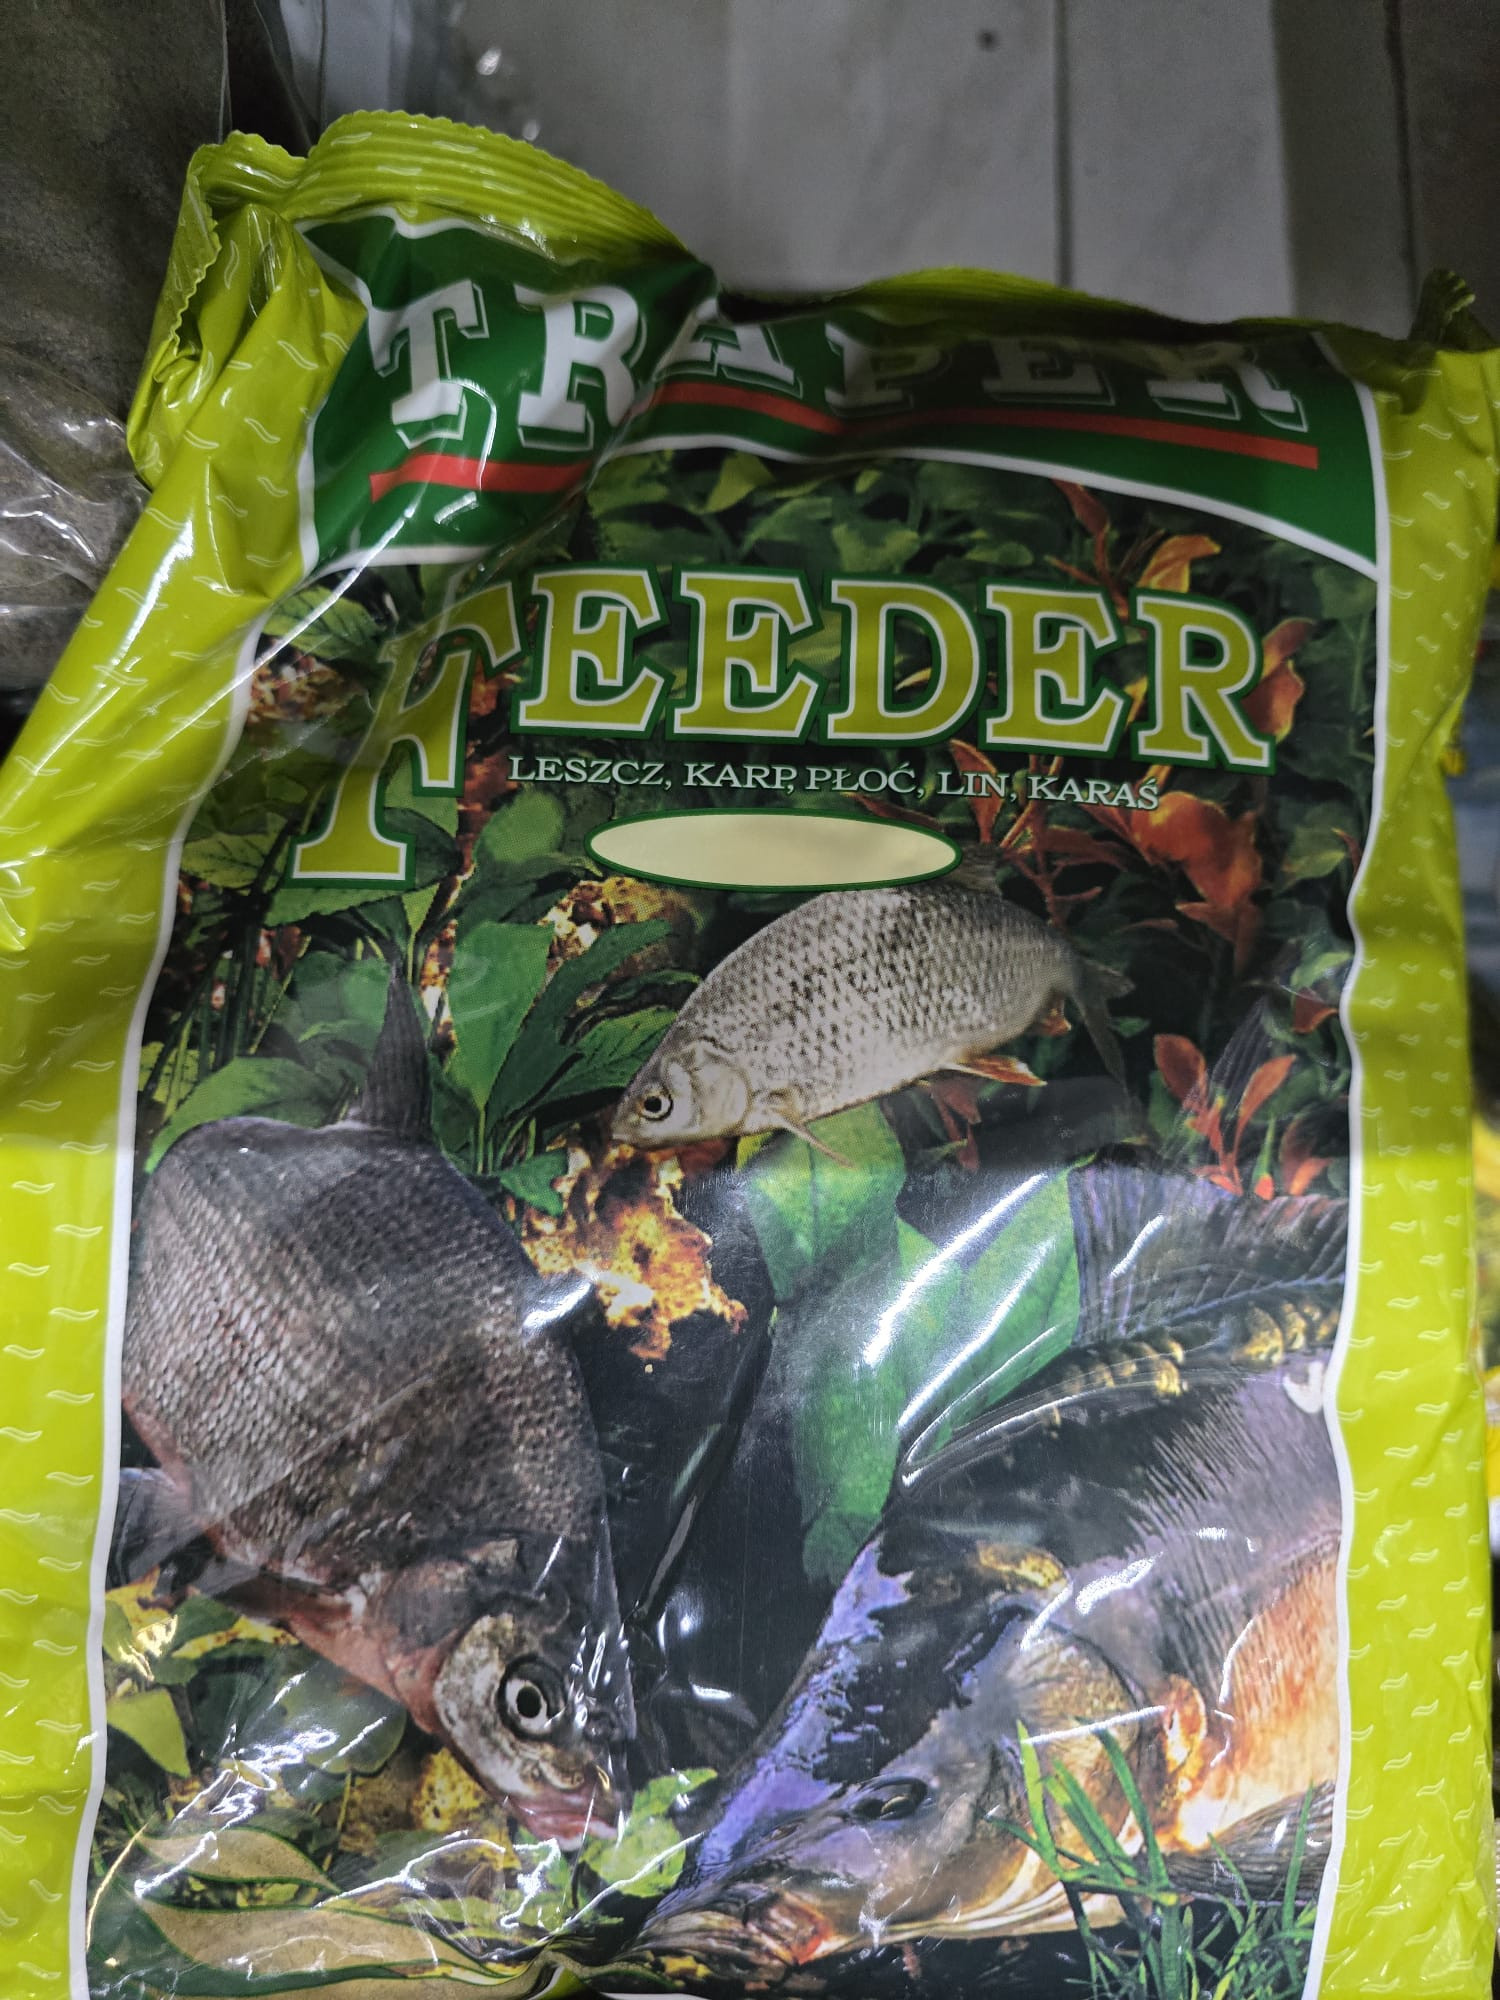 TRAPER
FEEDER
LESZCZ, KARP, PŁOĆ, LIN, KARAŚ